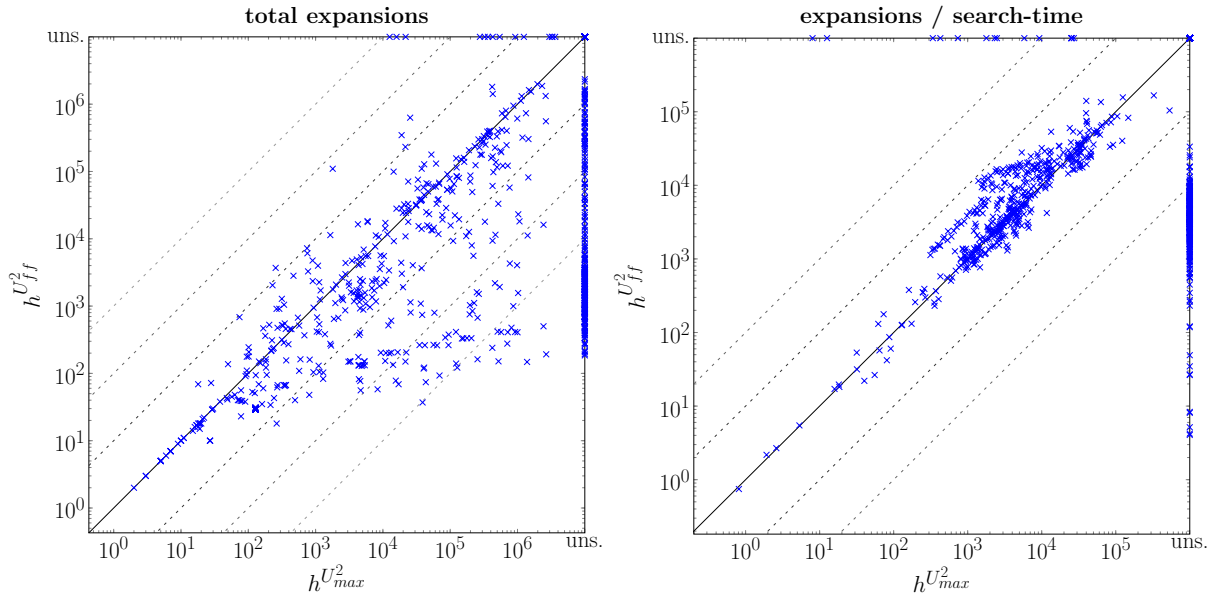 total expansions
uns.
10^6
10^5
10^4
10^3
10^2
10^1
10^0
h^{U^2_{ff}}
10^0 10^1 10^2 10^3 10^4 10^5 10^6 uns.
h^{U^2_{max}}
expansions / search-time
uns.
10^5
10^4
10^3
10^2
10^1
10^0
h^{U^2_{ff}}
10^0 10^1 10^2 10^3 10^4 10^5 uns.
h^{U^2_{max}}